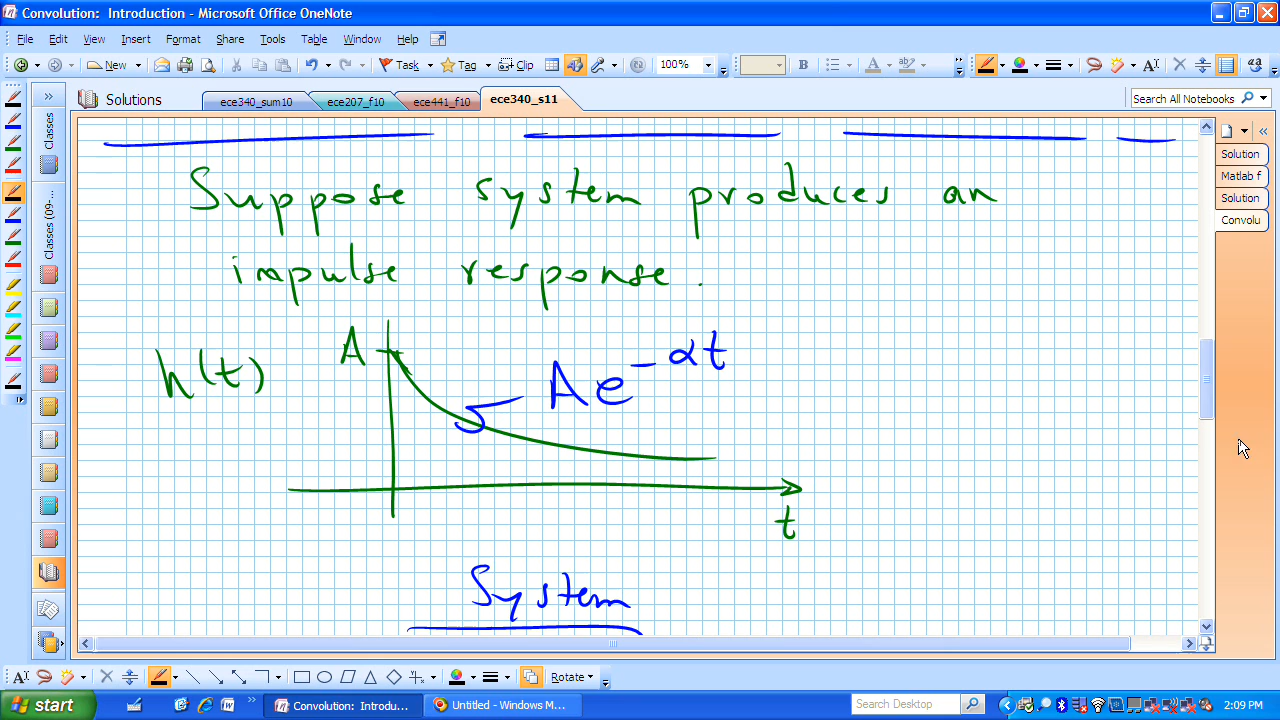 Convolution: Introduction - Microsoft Office OneNote
File Edit View Insert Format Share Tools Table Window Help
New Task Tag Clip 100% B A ab
Solutions ece340_sum10 ece207_f10 ece441_f10 ece340_s11 Search All Notebooks
Classes
Classes (09-...
Solution
Matlab f
Solution
Convolu
Suppose system produces an
impulse response.
h(t) A Ae^-αt
t
System
Rotate
start Convolution: Introdu... Untitled - Windows M... Search Desktop 2:09 PM